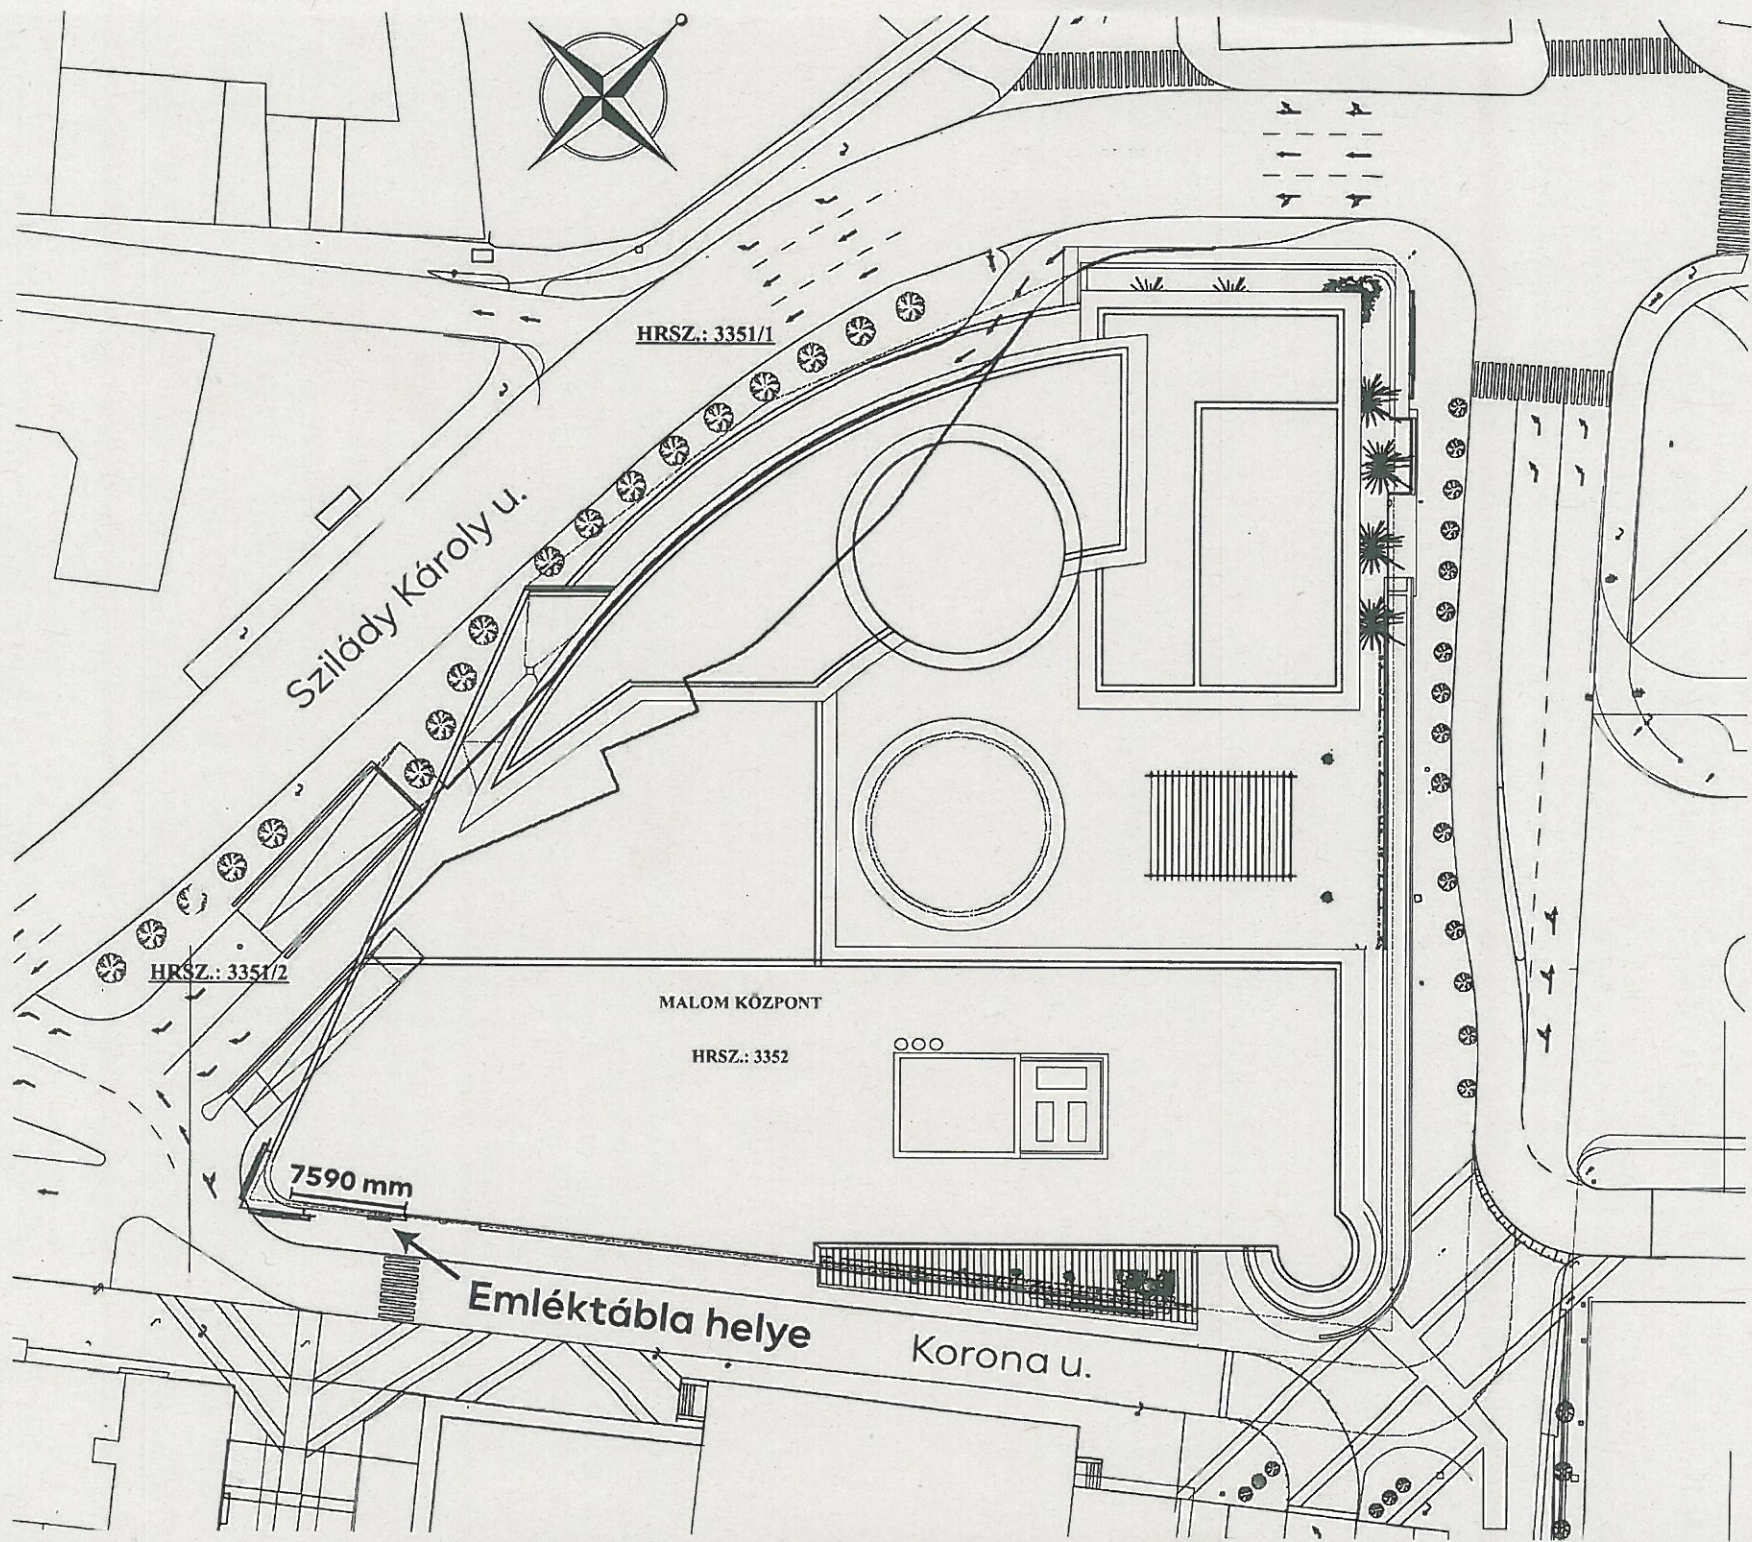 HRSZ.: 3351/1
Szilády Károly u.
HRSZ.: 3351/2
MALOM KÖZPONT
HRSZ.: 3352
7590 mm
Emléktábla helye
Korona u.